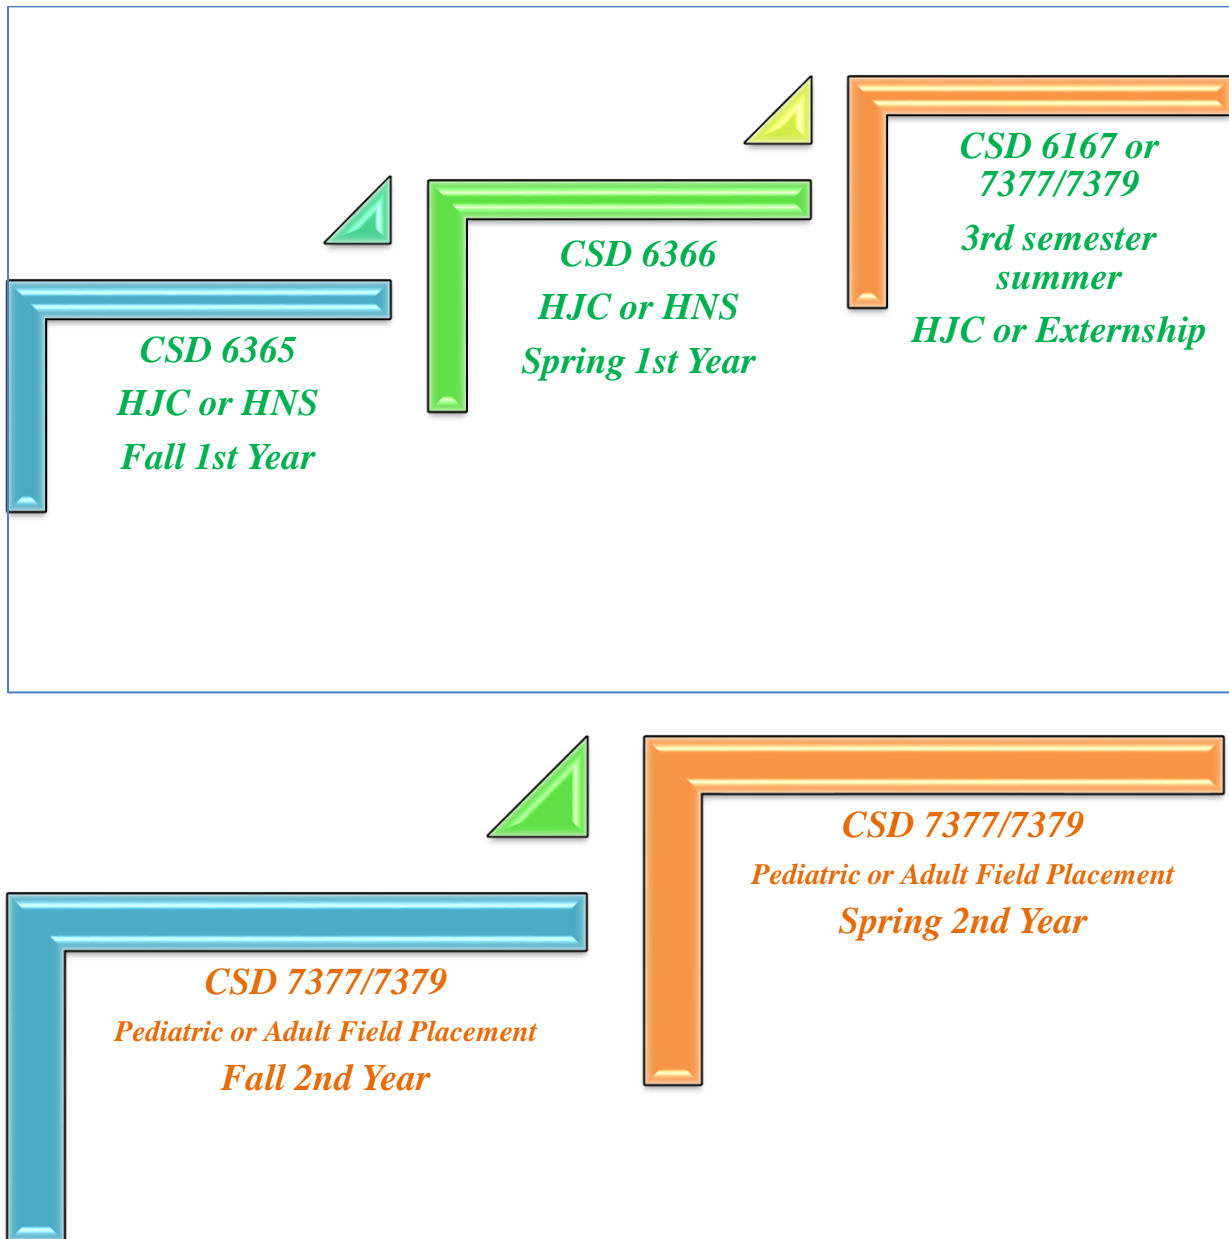 CSD 6365
HJC or HNS
Fall 1st Year
CSD 6366
HJC or HNS
Spring 1st Year
CSD 6167 or
7377/7379
3rd semester
summer
HJC or Externship
CSD 7377/7379
Pediatric or Adult Field Placement
Fall 2nd Year
CSD 7377/7379
Pediatric or Adult Field Placement
Spring 2nd Year